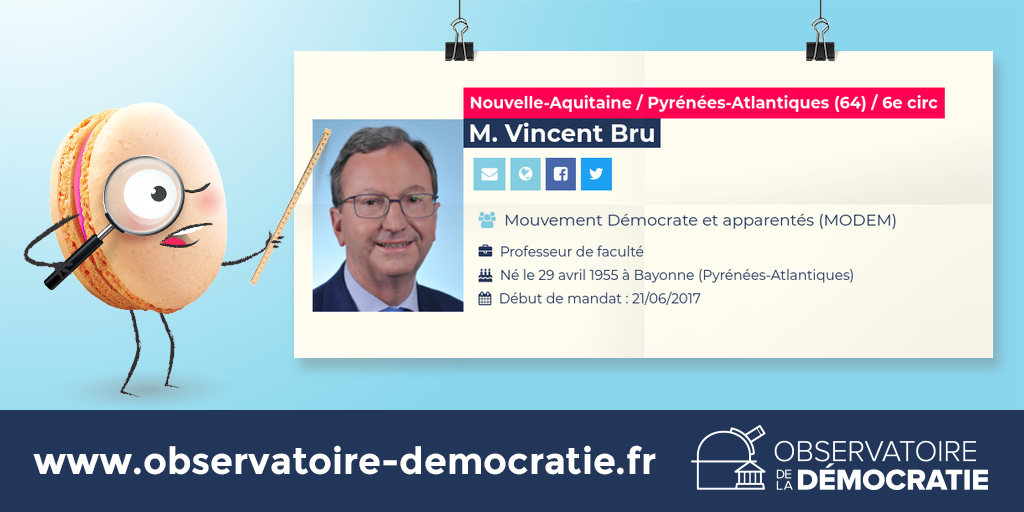 Nouvelle-Aquitaine / Pyrénées-Atlantiques (64) / 6e circ
M. Vincent Bru
Mouvement Démocrate et apparentés (MODEM)
Professeur de faculté
Né le 29 avril 1955 à Bayonne (Pyrénées-Atlantiques)
Début de mandat : 21/06/2017
www.observatoire-democratie.fr
OBSERVATOIRE
DE LA DÉMOCRATIE